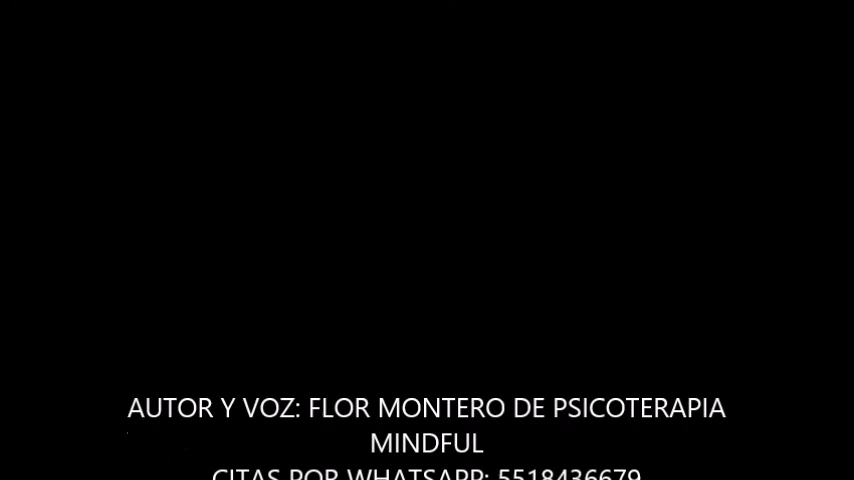 AUTOR Y VOZ: FLOR MONTERO DE PSICOTERAPIA
MINDFUL
CITAS POR WHATSAPP: 5518436679